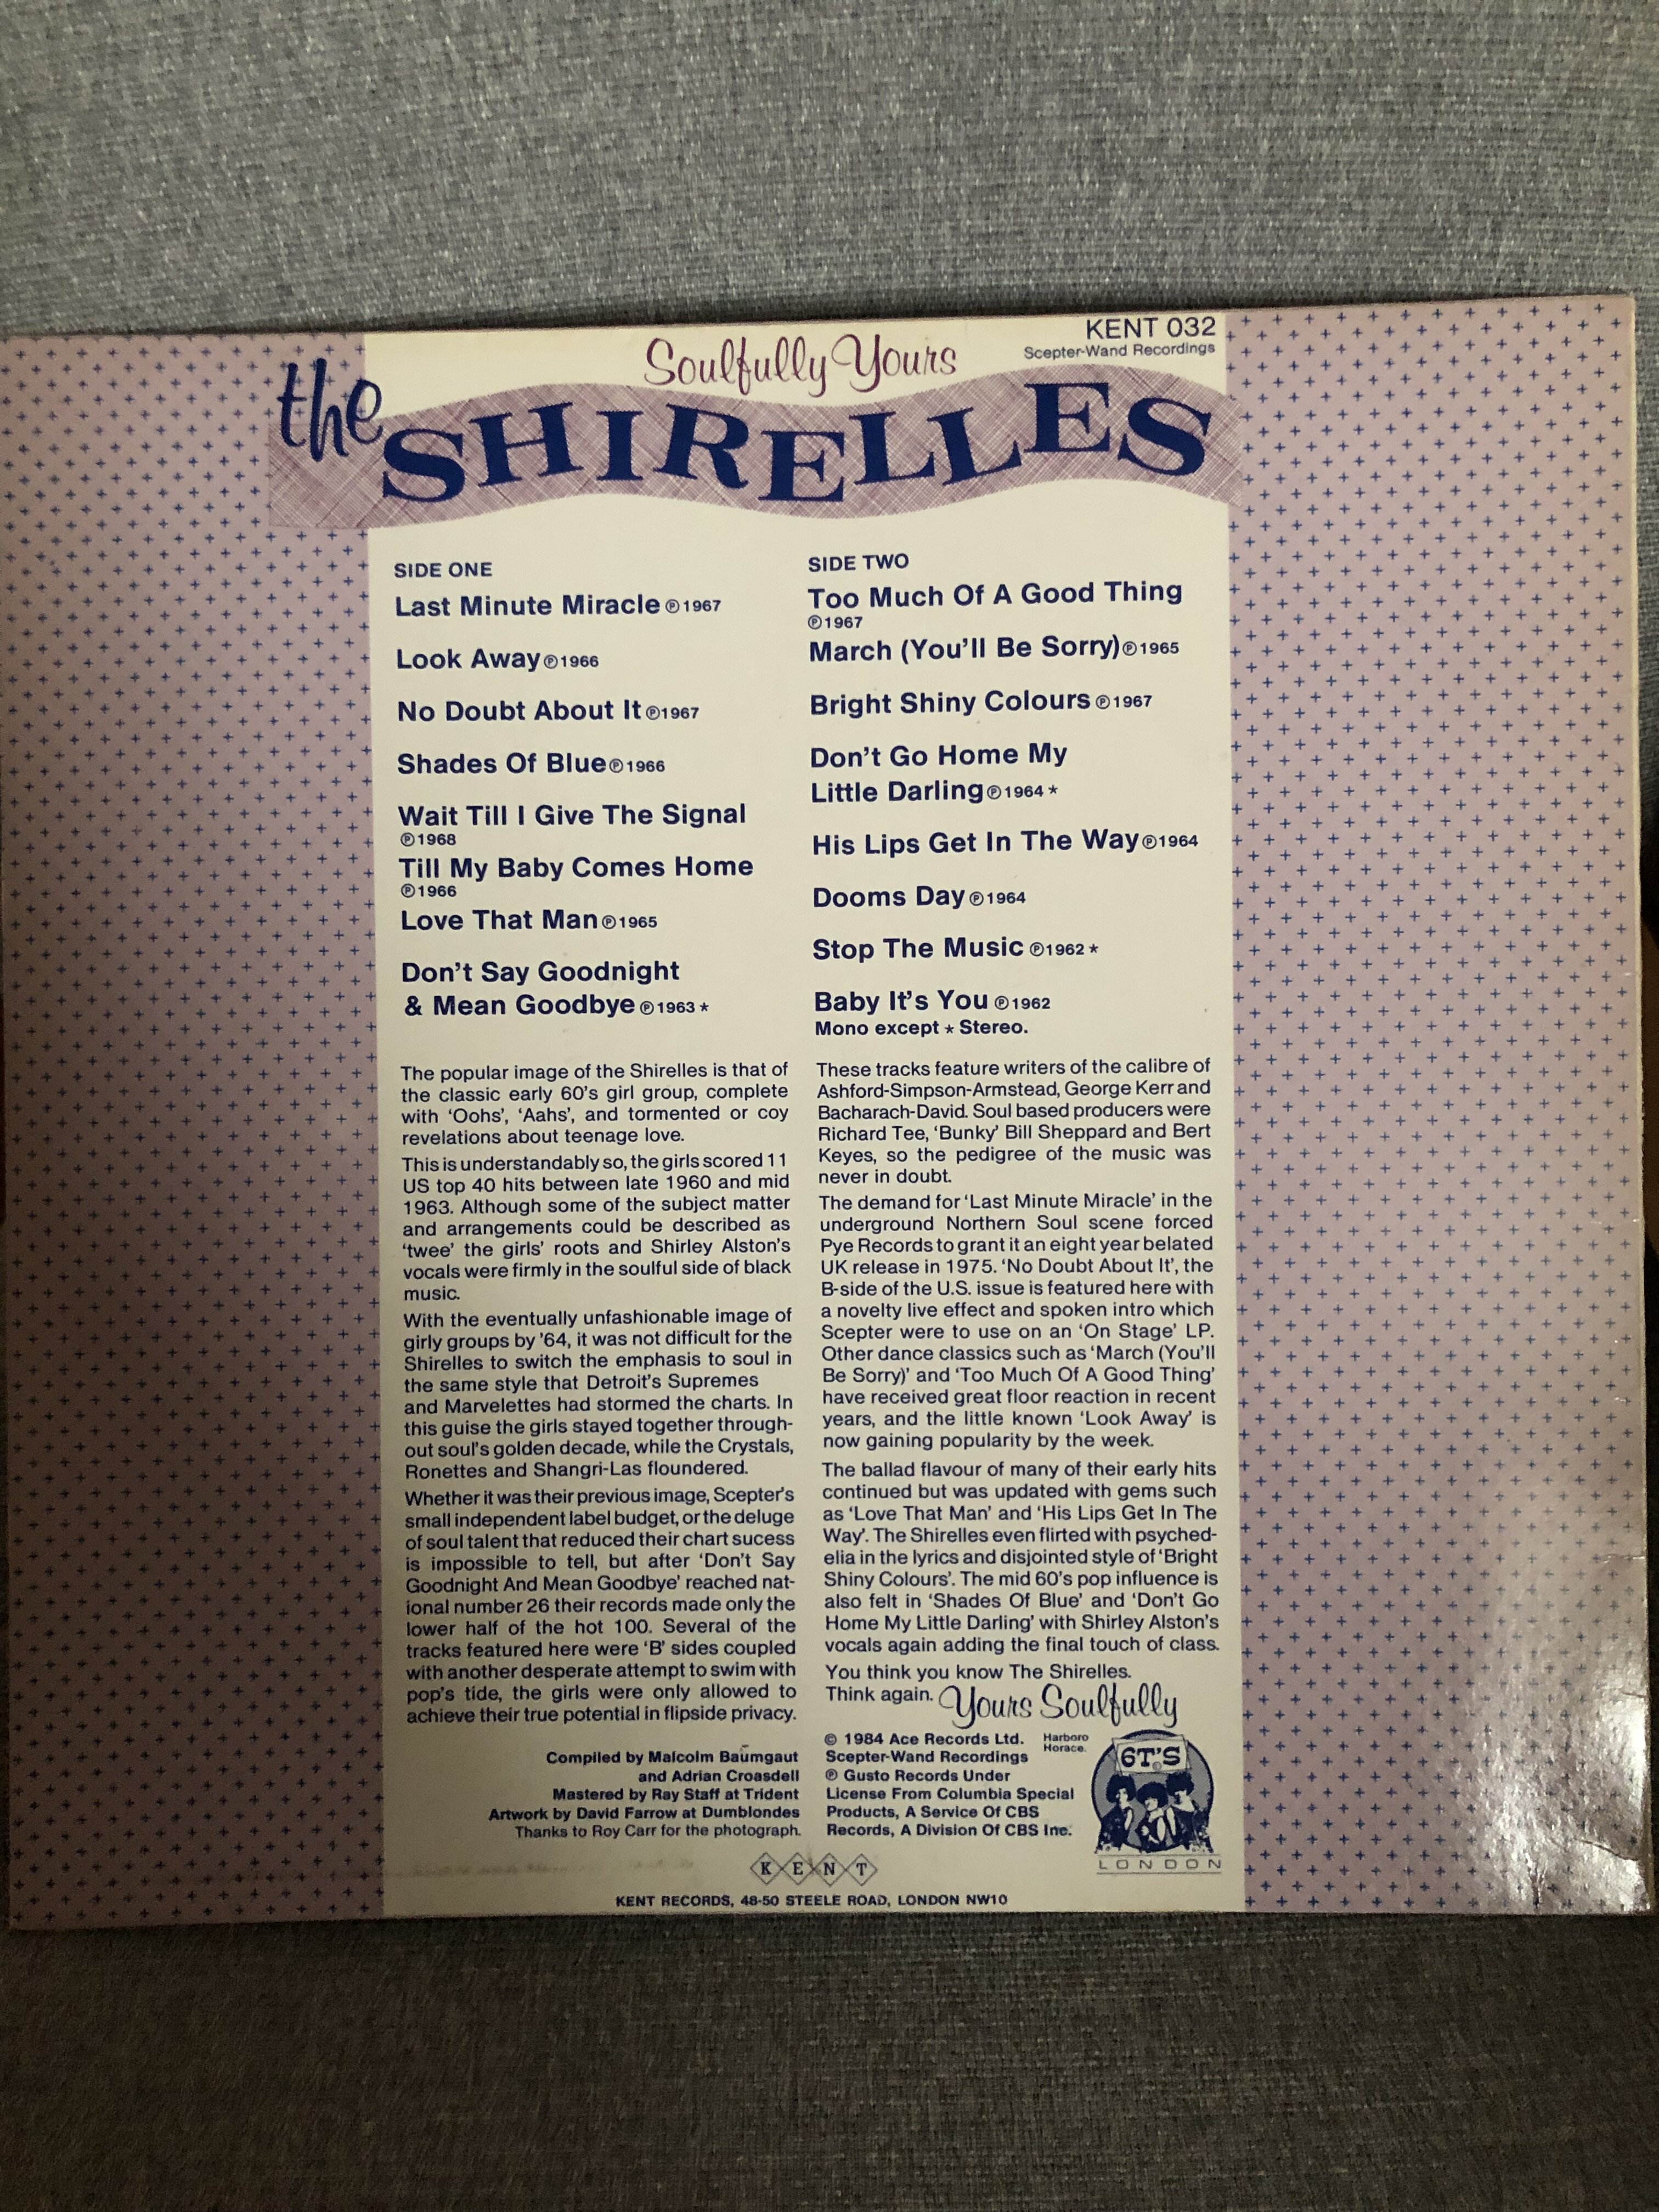 KENT 032
Scepter-Wand Recordings
Soulfully Yours
the
SHIRELLES
SIDE ONE
Last Minute Miracle ℗1967
Look Away ℗1966
No Doubt About It ℗1967
Shades Of Blue ℗1966
Wait Till I Give The Signal
℗1968
Till My Baby Comes Home
℗1966
Love That Man ℗1965
Don't Say Goodnight
& Mean Goodbye ℗1963 *
SIDE TWO
Too Much Of A Good Thing
℗1967
March (You'll Be Sorry) ℗1965
Bright Shiny Colours ℗1967
Don't Go Home My
Little Darling ℗1964 *
His Lips Get In The Way ℗1964
Dooms Day ℗1964
Stop The Music ℗1962 *
Baby It's You ℗1962
Mono except * Stereo.
The popular image of the Shirelles is that of
the classic early 60's girl group, complete
with 'Oohs', 'Aahs', and tormented or coy
revelations about teenage love.
This is understandably so, the girls scored 11
US top 40 hits between late 1960 and mid
1963. Although some of the subject matter
and arrangements could be described as
'twee' the girls' roots and Shirley Alston's
vocals were firmly in the soulful side of black
music.
With the eventually unfashionable image of
girly groups by '64, it was not difficult for the
Shirelles to switch the emphasis to soul in
the same style that Detroit's Supremes
and Marvelettes had stormed the charts. In
this guise the girls stayed together through-
out soul's golden decade, while the Crystals,
Ronettes and Shangri-Las floundered.
Whether it was their previous image, Scepter's
small independent label budget, or the deluge
of soul talent that reduced their chart sucess
is impossible to tell, but after 'Don't Say
Goodnight And Mean Goodbye' reached nat-
ional number 26 their records made only the
lower half of the hot 100. Several of the
tracks featured here were 'B' sides coupled
with another desperate attempt to swim with
pop's tide, the girls were only allowed to
achieve their true potential in flipside privacy.
These tracks feature writers of the calibre of
Ashford-Simpson-Armstead, George Kerr and
Bacharach-David. Soul based producers were
Richard Tee, 'Bunky' Bill Sheppard and Bert
Keyes, so the pedigree of the music was
never in doubt.
The demand for 'Last Minute Miracle' in the
underground Northern Soul scene forced
Pye Records to grant it an eight year belated
UK release in 1975. 'No Doubt About It', the
B-side of the U.S. issue is featured here with
a novelty live effect and spoken intro which
Scepter were to use on an 'On Stage' LP.
Other dance classics such as 'March (You'll
Be Sorry)' and 'Too Much Of A Good Thing'
have received great floor reaction in recent
years, and the little known 'Look Away' is
now gaining popularity by the week.
The ballad flavour of many of their early hits
continued but was updated with gems such
as 'Love That Man' and 'His Lips Get In The
Way'. The Shirelles even flirted with psyched-
elia in the lyrics and disjointed style of 'Bright
Shiny Colours'. The mid 60's pop influence is
also felt in 'Shades Of Blue' and 'Don't Go
Home My Little Darling' with Shirley Alston's
vocals again adding the final touch of class.
You think you know The Shirelles.
Think again. Yours Soulfully
Compiled by Malcolm Baumgaut
and Adrian Croasdell
Mastered by Ray Staff at Trident
Artwork by David Farrow at Dumblondes
Thanks to Roy Carr for the photograph.
© 1984 Ace Records Ltd.
Scepter-Wand Recordings
℗ Gusto Records Under
License From Columbia Special
Products, A Service Of CBS
Records, A Division Of CBS Inc.
Harboro
Horace.
6T'S
LONDON
KENT
KENT RECORDS, 48-50 STEELE ROAD, LONDON NW10